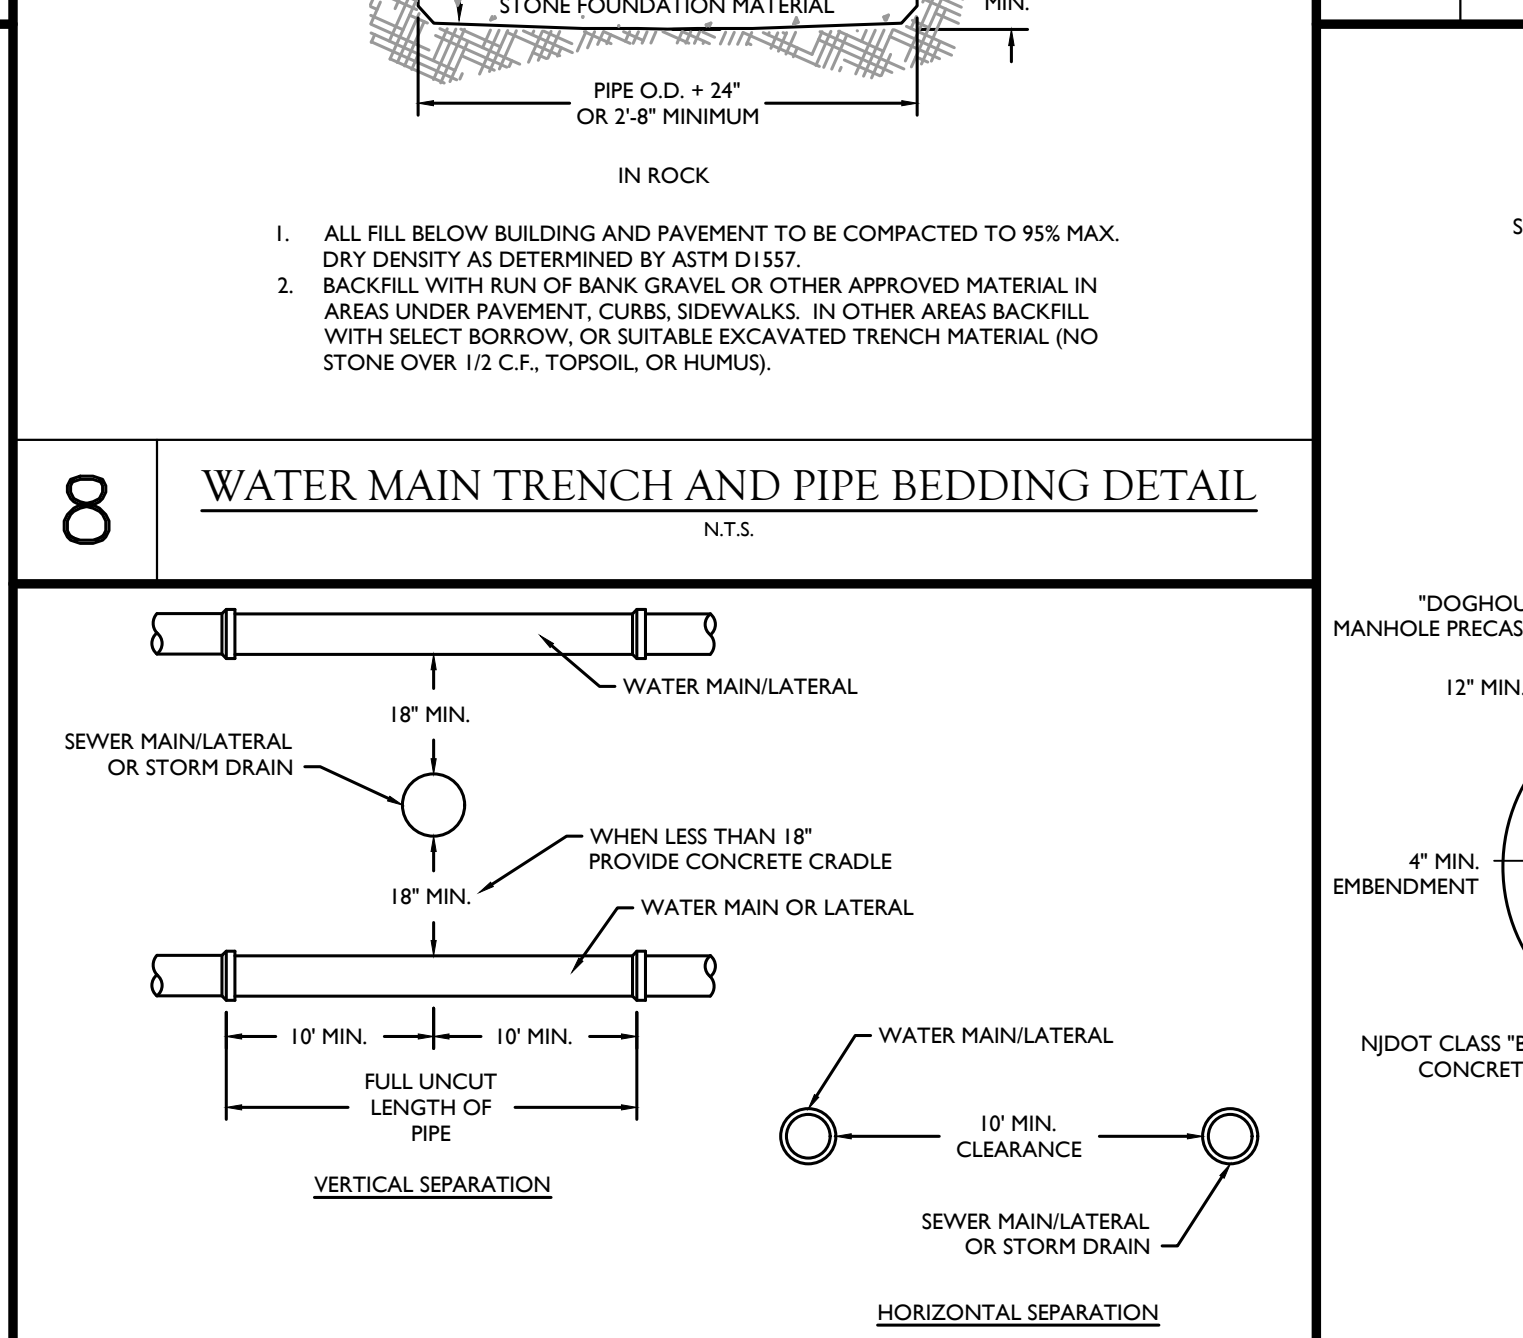 STONE FOUNDATION MATERIAL
MIN.
PIPE O.D. + 24"
OR 2'-8" MINIMUM
IN ROCK
1. ALL FILL BELOW BUILDING AND PAVEMENT TO BE COMPACTED TO 95% MAX.
DRY DENSITY AS DETERMINED BY ASTM D1557.
2. BACKFILL WITH RUN OF BANK GRAVEL OR OTHER APPROVED MATERIAL IN
AREAS UNDER PAVEMENT, CURBS, SIDEWALKS. IN OTHER AREAS BACKFILL
WITH SELECT BORROW, OR SUITABLE EXCAVATED TRENCH MATERIAL (NO
STONE OVER 1/2 C.F., TOPSOIL, OR HUMUS).
8
WATER MAIN TRENCH AND PIPE BEDDING DETAIL
N.T.S.
WATER MAIN/LATERAL
18" MIN.
SEWER MAIN/LATERAL
OR STORM DRAIN
WHEN LESS THAN 18"
PROVIDE CONCRETE CRADLE
18" MIN.
WATER MAIN OR LATERAL
10' MIN.
10' MIN.
FULL UNCUT
LENGTH OF
PIPE
VERTICAL SEPARATION
WATER MAIN/LATERAL
10' MIN.
CLEARANCE
SEWER MAIN/LATERAL
OR STORM DRAIN
HORIZONTAL SEPARATION
S
"DOGHOU
MANHOLE PRECAS
12" MIN.
4" MIN.
EMBENDMENT
NJDOT CLASS "B
CONCRET